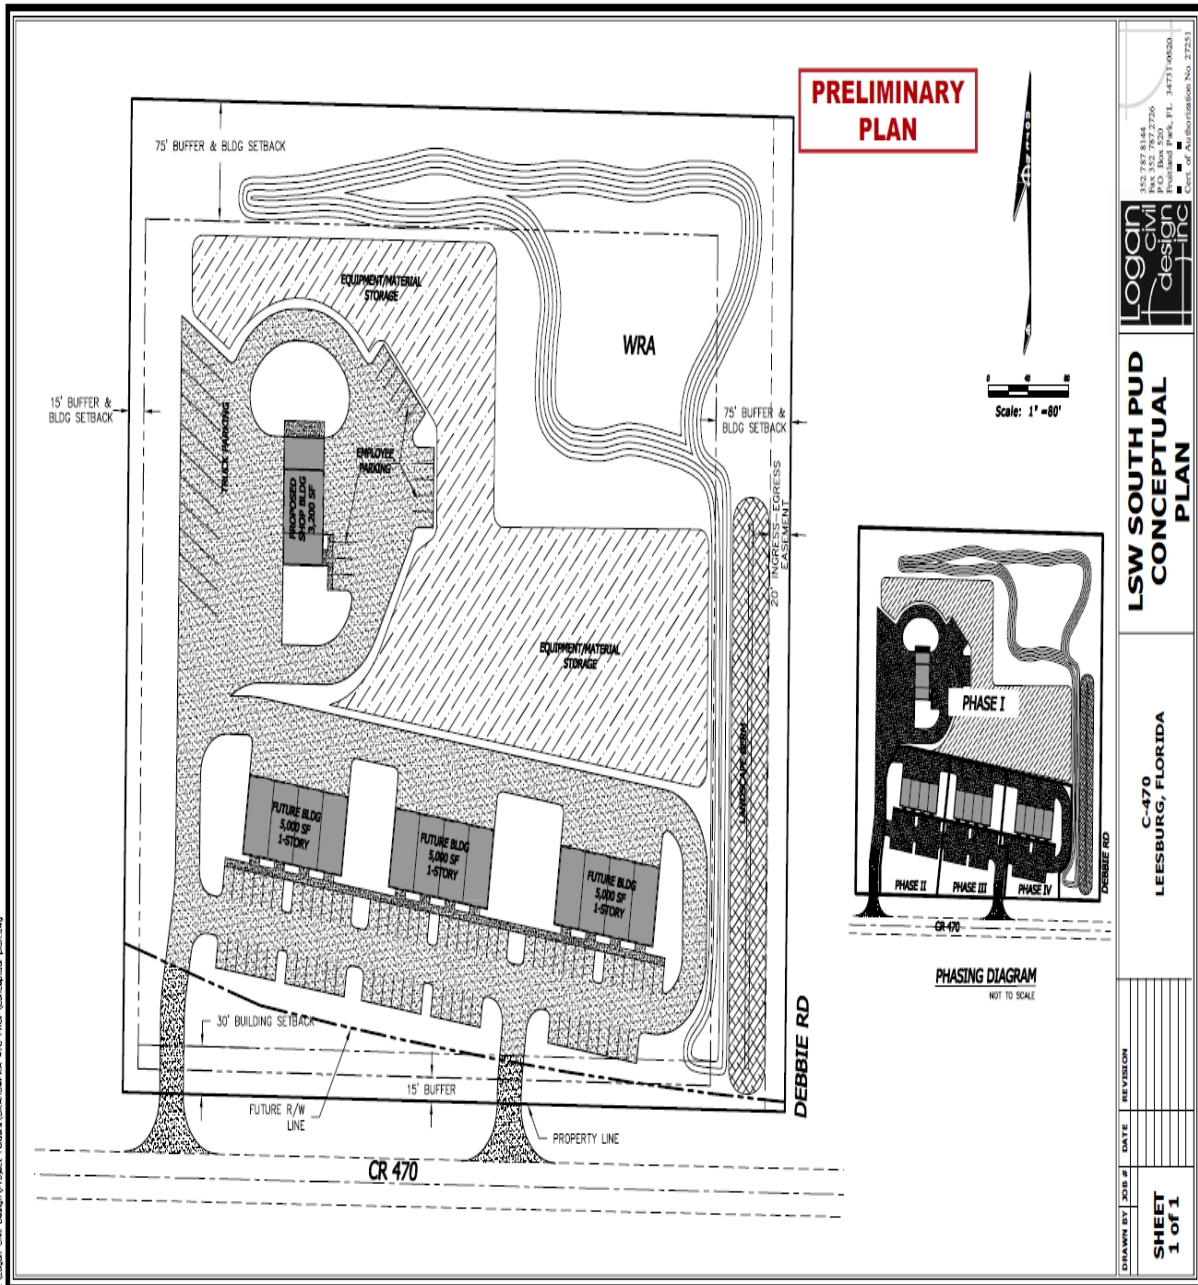 PRELIMINARY
PLAN
75' BUFFER & BLDG SETBACK
EQUIPMENT/MATERIAL
STORAGE
WRA
0 40 80
Scale: 1" =80'
15' BUFFER &
BLDG SETBACK
75' BUFFER &
BLDG SETBACK
TRUCK PARKING
EMPLOYEE
PARKING
PROPOSED
SHOP BLDG
3,200 SF
20' INGRESS-EGRESS
EASEMENT
EQUIPMENT/MATERIAL
STORAGE
LANDSCAPE BERM
FUTURE BLDG
5,000 SF
1-STORY
FUTURE BLDG
5,000 SF
1-STORY
FUTURE BLDG
5,000 SF
1-STORY
30' BUILDING SETBACK
15' BUFFER
FUTURE R/W
LINE
PROPERTY LINE
DEBBIE RD
CR 470
PHASE I
PHASE II
PHASE III
PHASE IV
DEBBIE RD
CR 470
PHASING DIAGRAM
NOT TO SCALE
352 787 8144
Fax 352 787 2726
P.O. Box 520
Fruitland Park, FL 34731-0520
Cert. of Authorization No. 27251
Logan
civil
design
inc
LSW SOUTH PUD
CONCEPTUAL
PLAN
C-470
LEESBURG, FLORIDA
DRAWN BY JOB # DATE REVISION
SHEET
1 of 1